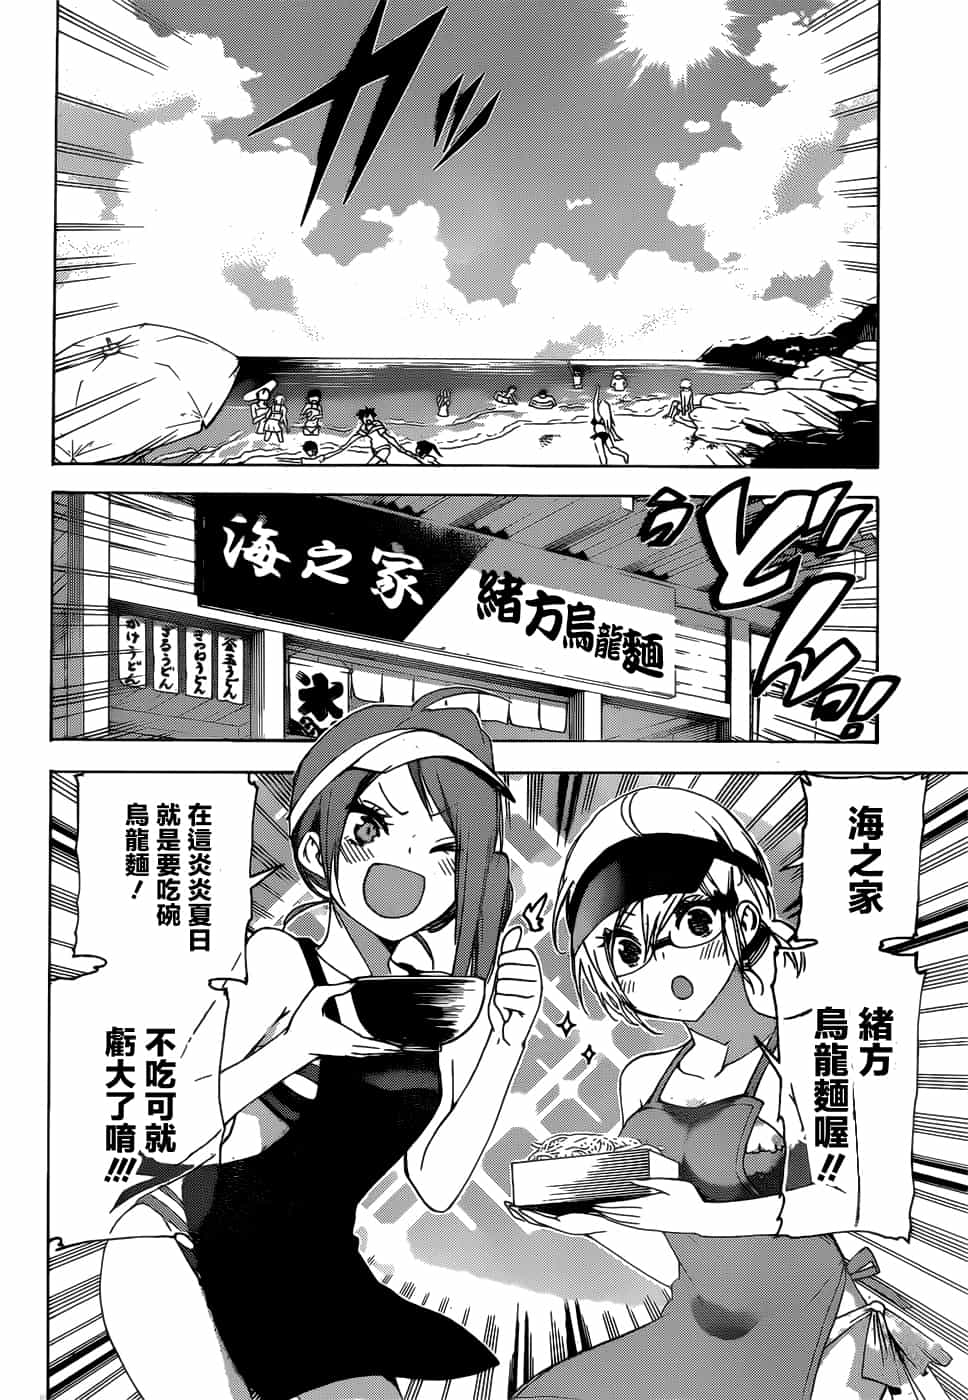 カッ
海之家
緒方烏龍麵
ど〜ん!!
釜玉うどん
きつねうどん
ざるうどん
かけうどん
氷
海之家
緒方
烏龍麵喔!!
在這炎炎夏日
就是要吃碗
烏龍麵!
不吃可就
虧大了唷!!!